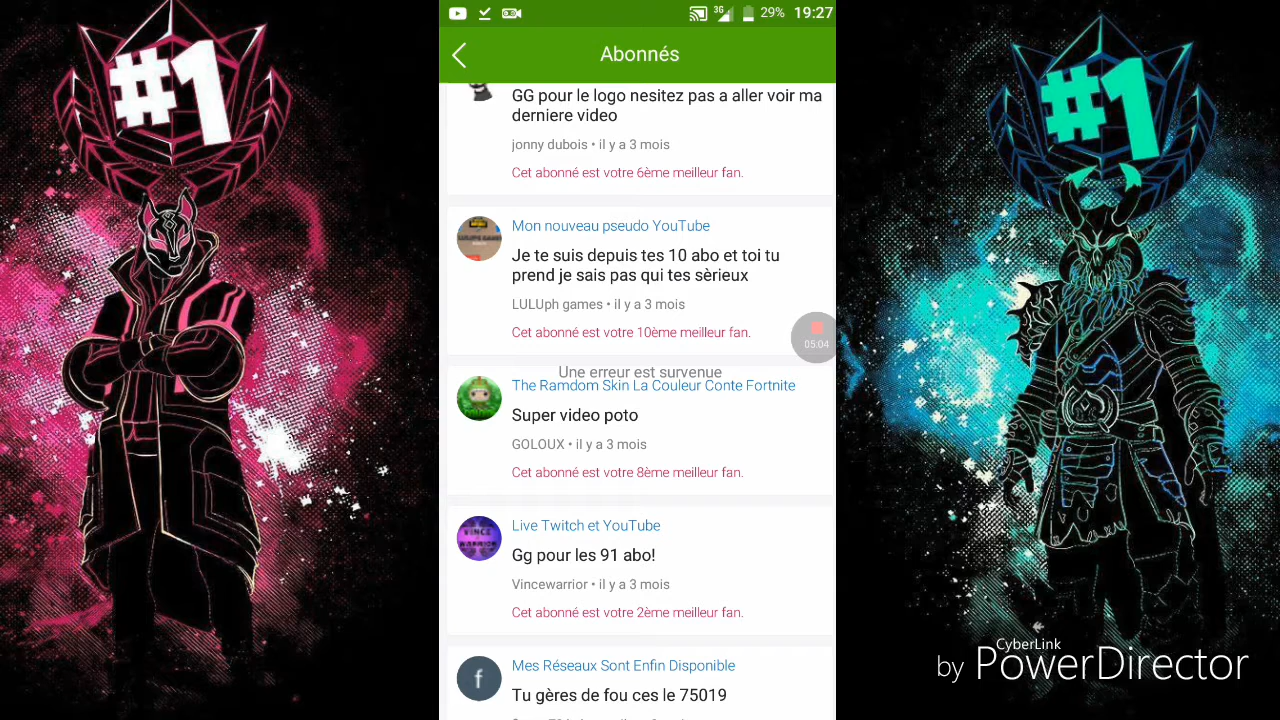 #1
#1
3G 29% 19:27
Abonnés
GG pour le logo nesitez pas a aller voir ma
derniere video
jonny dubois • il y a 3 mois
Cet abonné est votre 6ème meilleur fan.
Mon nouveau pseudo YouTube
Je te suis depuis tes 10 abo et toi tu
prend je sais pas qui tes sèrieux
LULUph games • il y a 3 mois
Cet abonné est votre 10ème meilleur fan.
05:04
Une erreur est survenue
The Ramdom Skin La Couleur Conte Fortnite
Super video poto
GOLOUX • il y a 3 mois
Cet abonné est votre 8ème meilleur fan.
Live Twitch et YouTube
Gg pour les 91 abo!
Vincewarrior • il y a 3 mois
Cet abonné est votre 2ème meilleur fan.
VINCE
WARRIOR
Mes Réseaux Sont Enfin Disponible
f
Tu gères de fou ces le 75019
CyberLink
by PowerDirector